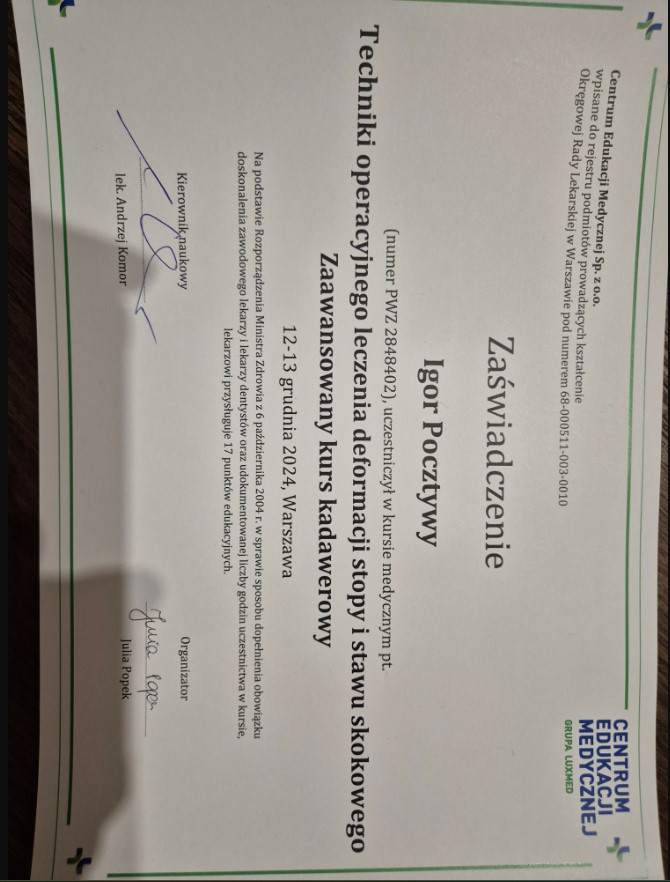 Centrum Edukacji Medycznej Sp. z o.o.
wpisane do rejestru podmiotów prowadzących kształcenie
Okręgowej Rady Lekarskiej w Warszawie pod numerem 68-000511-003-0010
CENTRUM
EDUKACJI
MEDYCZNEJ
GRUPA LUXMED
Zaświadczenie
Igor Pocztywy
(numer PWZ 2848402), uczestniczył w kursie medycznym pt.
Techniki operacyjnego leczenia deformacji stopy i stawu skokowego
Zaawansowany kurs kadawerowy
12-13 grudnia 2024, Warszawa
Na podstawie Rozporządzenia Ministra Zdrowia z 6 października 2004 r. w sprawie sposobu dopełnienia obowiązku
doskonalenia zawodowego lekarzy i lekarzy dentystów oraz udokumentowanej liczby godzin uczestnictwa w kursie,
lekarzowi przysługuje 17 punktów edukacyjnych.
Kierownik naukowy
lek. Andrzej Komor
Organizator
Julia Popek